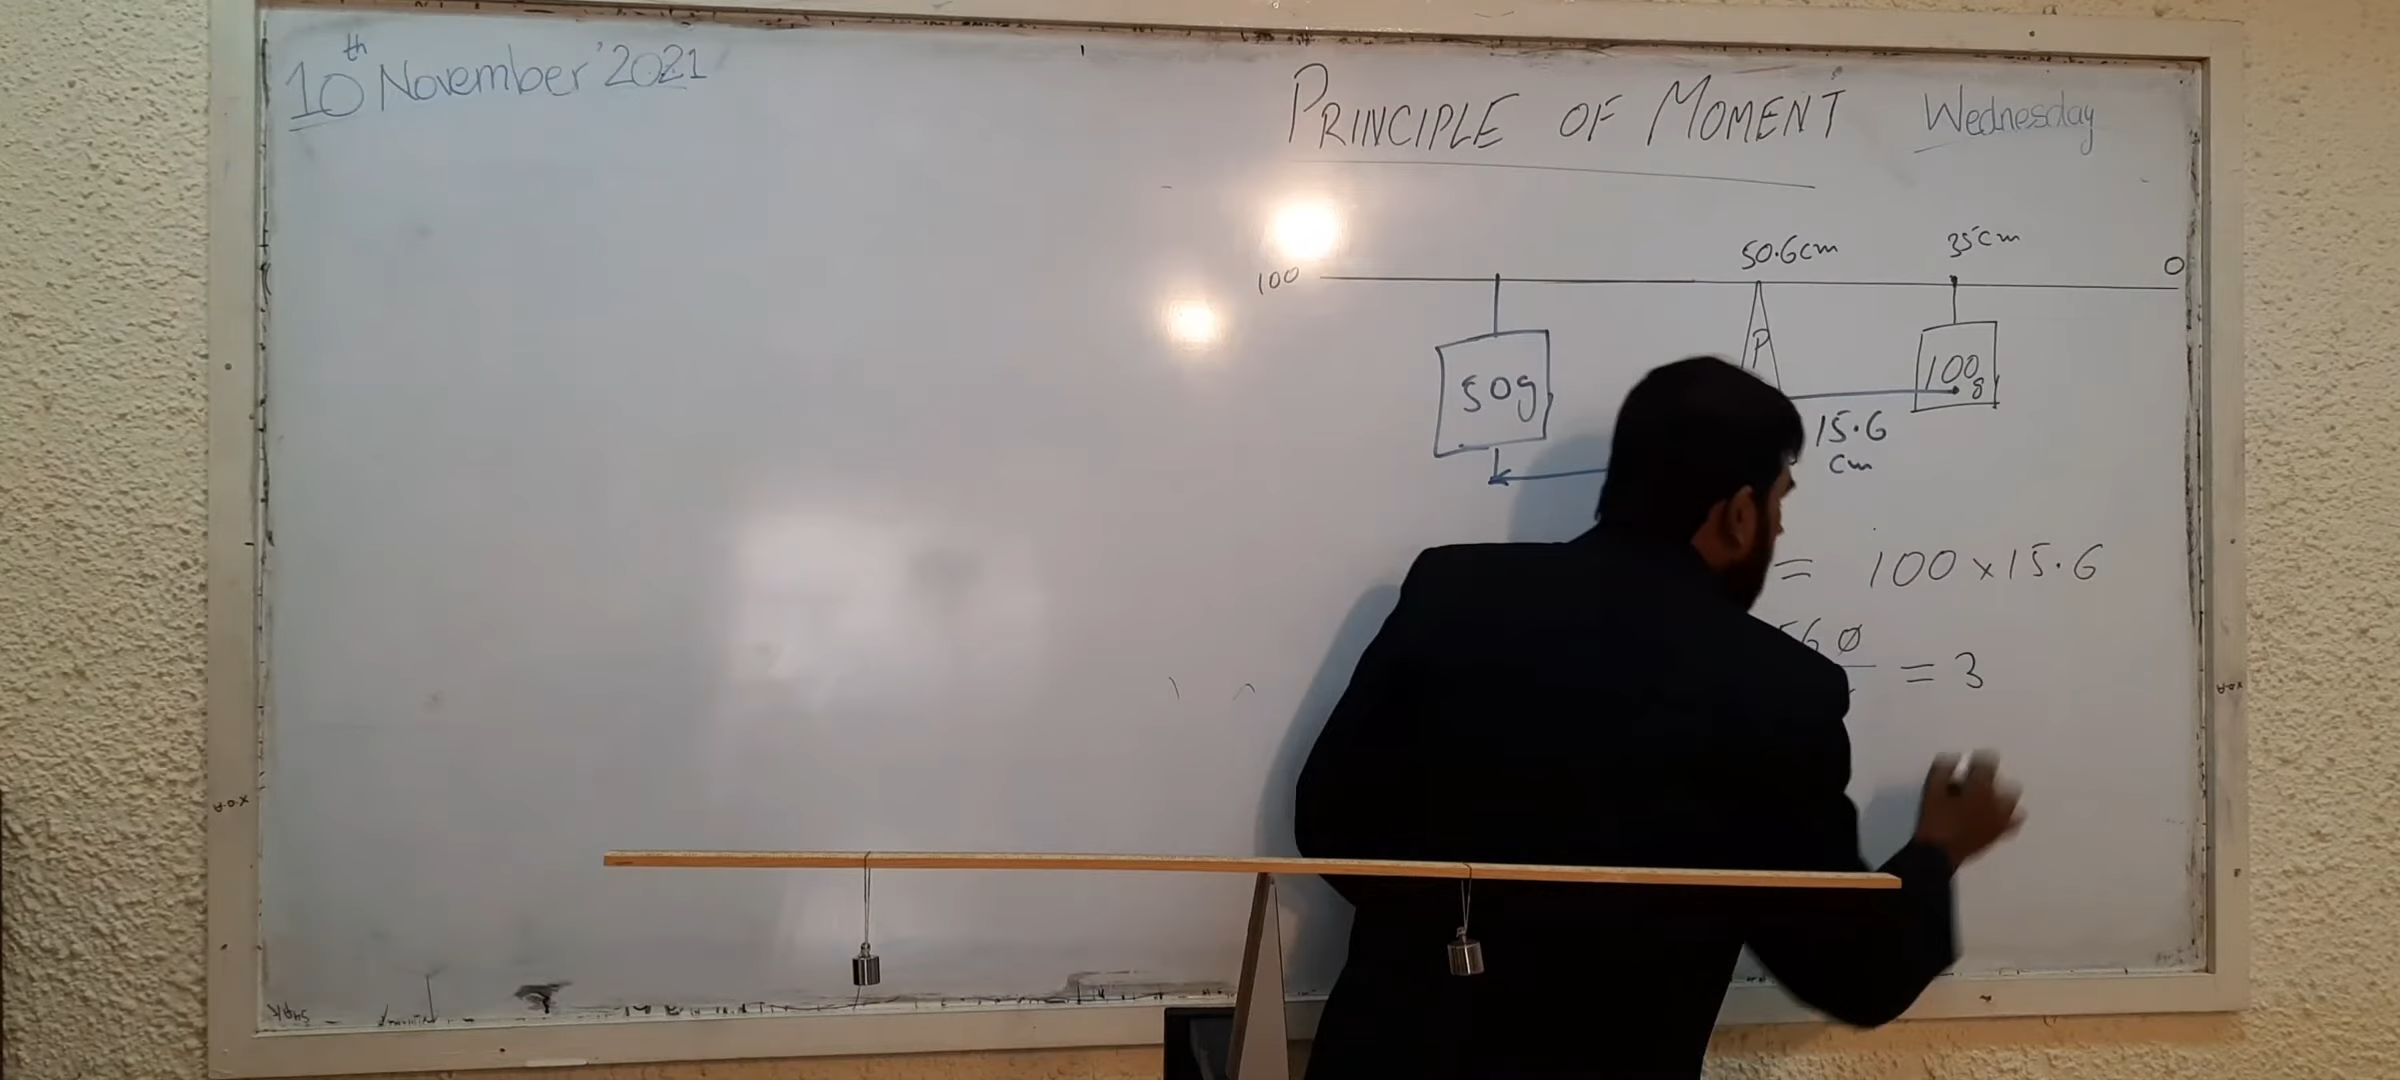 10th November '2021
PRINCIPLE OF MOMENT
Wednesday
50.6cm
35cm
100
0
50g
P
100g
15.6
cm
= 100 x 15.6
60
= 3